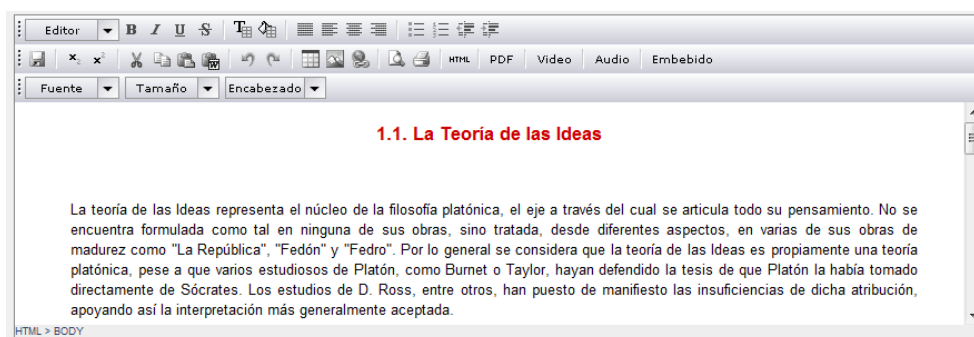 Editor B I U S
HTML PDF Video Audio Embebido
Fuente Tamaño Encabezado
1.1. La Teoría de las Ideas
La teoría de las Ideas representa el núcleo de la filosofía platónica, el eje a través del cual se articula todo su pensamiento. No se
encuentra formulada como tal en ninguna de sus obras, sino tratada, desde diferentes aspectos, en varias de sus obras de
madurez como "La República", "Fedón" y "Fedro". Por lo general se considera que la teoría de las Ideas es propiamente una teoría
platónica, pese a que varios estudiosos de Platón, como Burnet o Taylor, hayan defendido la tesis de que Platón la había tomado
directamente de Sócrates. Los estudios de D. Ross, entre otros, han puesto de manifiesto las insuficiencias de dicha atribución,
apoyando así la interpretación más generalmente aceptada.
HTML > BODY